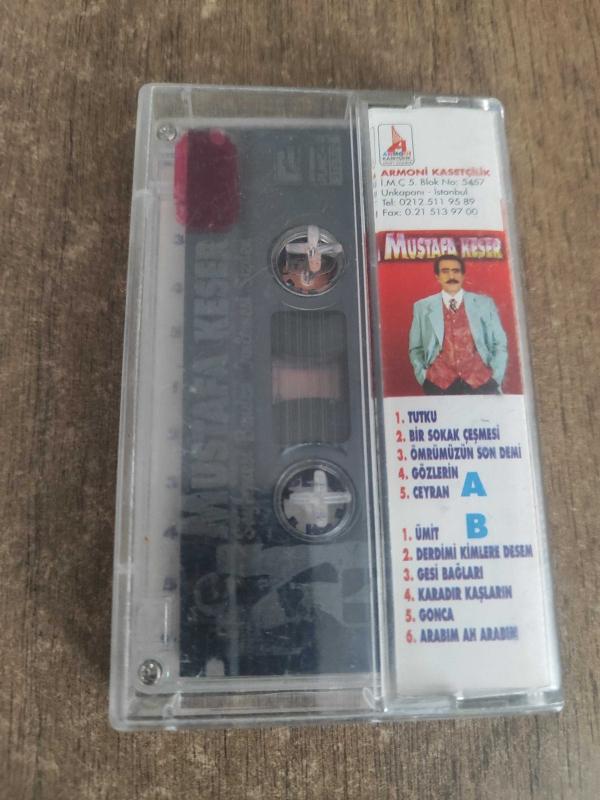 ARMONİ KASETÇİLİK
İ.M.Ç 5. Blok No: 5457
Unkapanı - İstanbul
Tel: 0212 511 95 89
Fax: 0.21 513 97 00
MUSTAFA KESER
1. TUTKU
2. BİR SOKAK ÇEŞMESİ
3. ÖMRÜMÜZÜN SON DEMİ
4. GÖZLERİN
5. CEYRAN
A
B
1. ÜMİT
2. DERDİMİ KİMLERE DESEM
3. GESİ BAĞLARI
4. KARADIR KAŞLARIN
5. GONCA
6. ARABIM AH ARABIM
MUSTAFA KESER